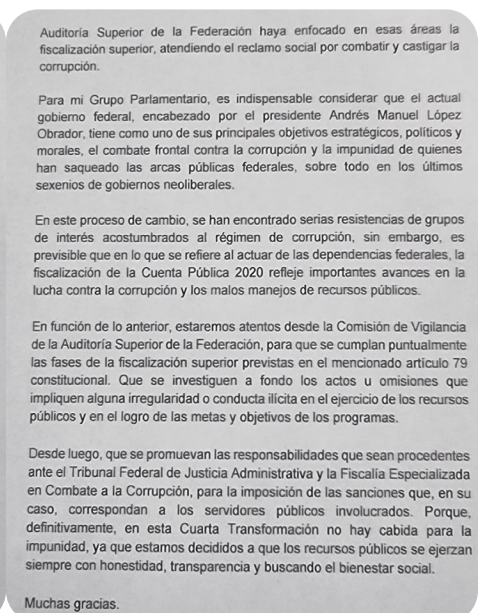 Auditoría Superior de la Federación haya enfocado en esas áreas la
fiscalización superior, atendiendo el reclamo social por combatir y castigar la
corrupción.
Para mi Grupo Parlamentario, es indispensable considerar que el actual
gobierno federal, encabezado por el presidente Andrés Manuel López
Obrador, tiene como uno de sus principales objetivos estratégicos, políticos y
morales, el combate frontal contra la corrupción y la impunidad de quienes
han saqueado las arcas públicas federales, sobre todo en los últimos
sexenios de gobiernos neoliberales.
En este proceso de cambio, se han encontrado serias resistencias de grupos
de interés acostumbrados al régimen de corrupción, sin embargo, es
previsible que en lo que se refiere al actuar de las dependencias federales, la
fiscalización de la Cuenta Pública 2020 refleje importantes avances en la
lucha contra la corrupción y los malos manejos de recursos públicos.
En función de lo anterior, estaremos atentos desde la Comisión de Vigilancia
de la Auditoría Superior de la Federación, para que se cumplan puntualmente
las fases de la fiscalización superior previstas en el mencionado artículo 79
constitucional. Que se investiguen a fondo los actos u omisiones que
impliquen alguna irregularidad o conducta ilícita en el ejercicio de los recursos
públicos y en el logro de las metas y objetivos de los programas.
Desde luego, que se promuevan las responsabilidades que sean procedentes
ante el Tribunal Federal de Justicia Administrativa y la Fiscalía Especializada
en Combate a la Corrupción, para la imposición de las sanciones que, en su
caso, correspondan a los servidores públicos involucrados. Porque,
definitivamente, en esta Cuarta Transformación no hay cabida para la
impunidad, ya que estamos decididos a que los recursos públicos se ejerzan
siempre con honestidad, transparencia y buscando el bienestar social.
Muchas gracias.